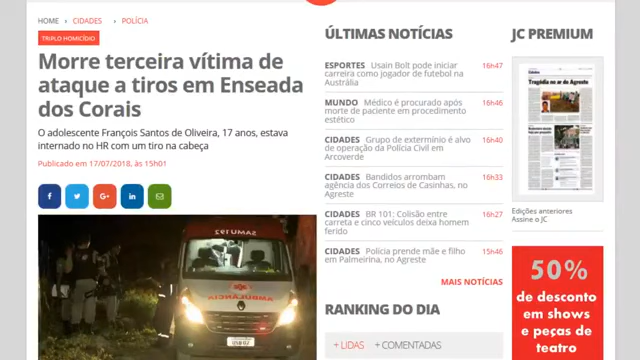 HOME > CIDADES > POLÍCIA
TRIPLO HOMICÍDIO
Morre terceira vítima de
ataque a tiros em Enseada
dos Corais
O adolescente François Santos de Oliveira, 17 anos, estava
internado no HR com um tiro na cabeça
Publicado em 17/07/2018, às 15h01
SAMU 192
AMBULÂNCIA
ÚLTIMAS NOTÍCIAS
ESPORTES Usain Bolt pode iniciar 16h47
carreira como jogador de futebol na
Austrália
MUNDO Médico é procurado após 16h46
morte de paciente em procedimento
estético
CIDADES Grupo de extermínio é alvo 16h40
de operação da Polícia Civil em
Arcoverde
CIDADES Bandidos arrombam 16h33
agência dos Correios de Casinhas, no
Agreste
CIDADES BR 101: Colisão entre 16h27
carreta e cinco veículos deixa homem
ferido
CIDADES Polícia prende mãe e filho 15h46
em Palmeirina, no Agreste
MAIS NOTÍCIAS
RANKING DO DIA
+ LIDAS + COMENTADAS
JC PREMIUM
Tragédia no ar do Agreste
Edições anteriores
Assine o JC
50%
de desconto
em shows
e peças de
teatro